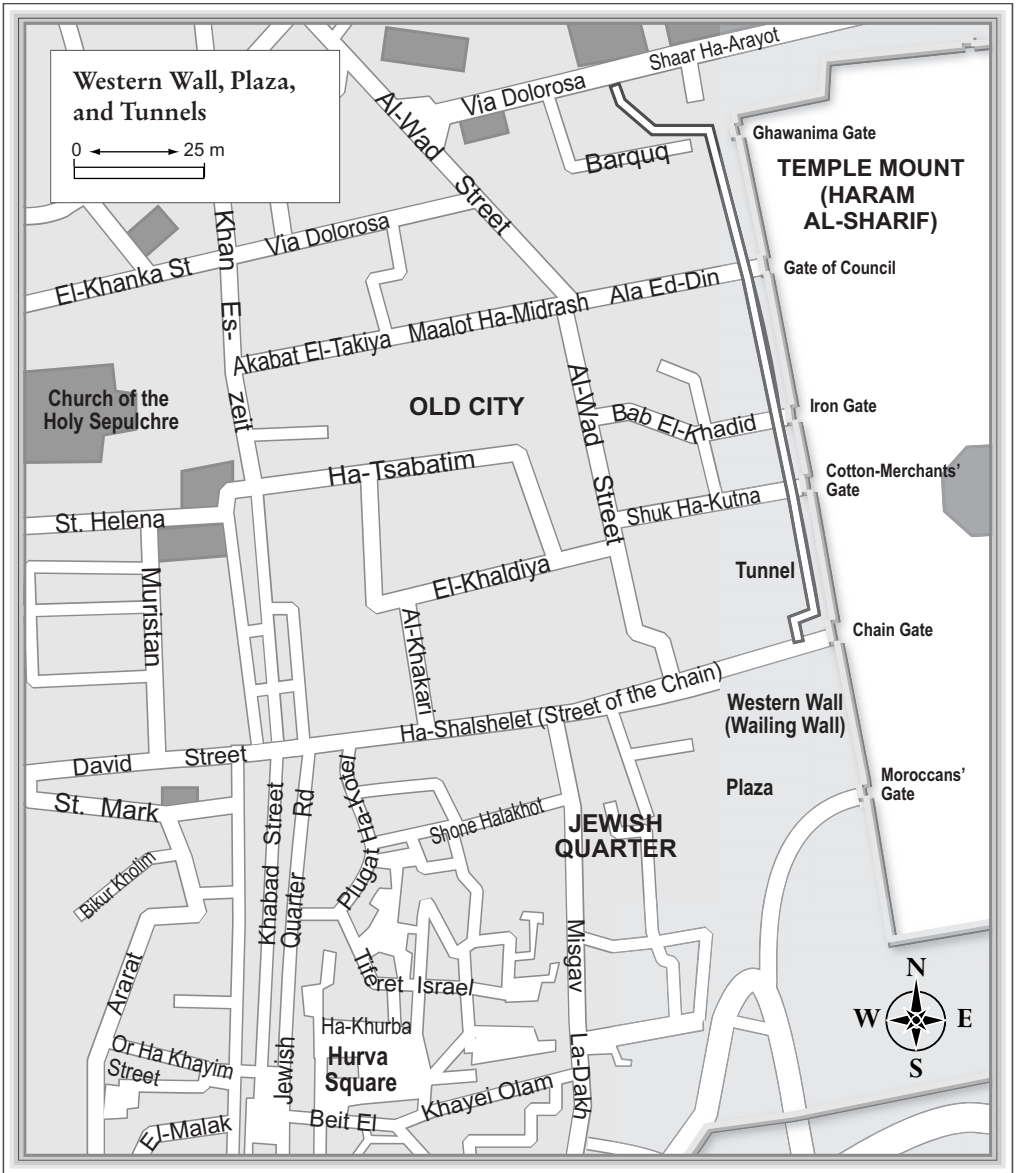 Western Wall, Plaza,
and Tunnels
0 25 m
Shaar Ha-Arayot
Via Dolorosa
Al-Wad
Street
Barquq
Ghawanima Gate
TEMPLE MOUNT
(HARAM
AL-SHARIF)
Khan Es-zeit
Via Dolorosa
El-Khanka St
Gate of Council
Ala Ed-Din
Maalot Ha-Midrash
Akabat El-Takiya
Church of the
Holy Sepulchre
OLD CITY
Al-Wad Street
Bab El-Khadid
Iron Gate
Ha-Tsabatim
Cotton-Merchants'
Gate
Shuk Ha-Kutna
St. Helena
El-Khaldiya
Tunnel
Muristan
Al-Khakari
Chain Gate
Ha-Shalshelet (Street of the Chain)
Western Wall
(Wailing Wall)
David Street
Plaza
Moroccans'
Gate
St. Mark
Khabad Street
Jewish Quarter Rd
Plugat Ha-Kotel
Shone Halakhot
JEWISH
QUARTER
Bikur Kholim
Misgav La-Dakh
Tiferet Israel
Ararat
N
W E
S
Ha-Khurba
Hurva
Square
Or Ha Khayim
Street
Khayei Olam
Beit El
El-Malak